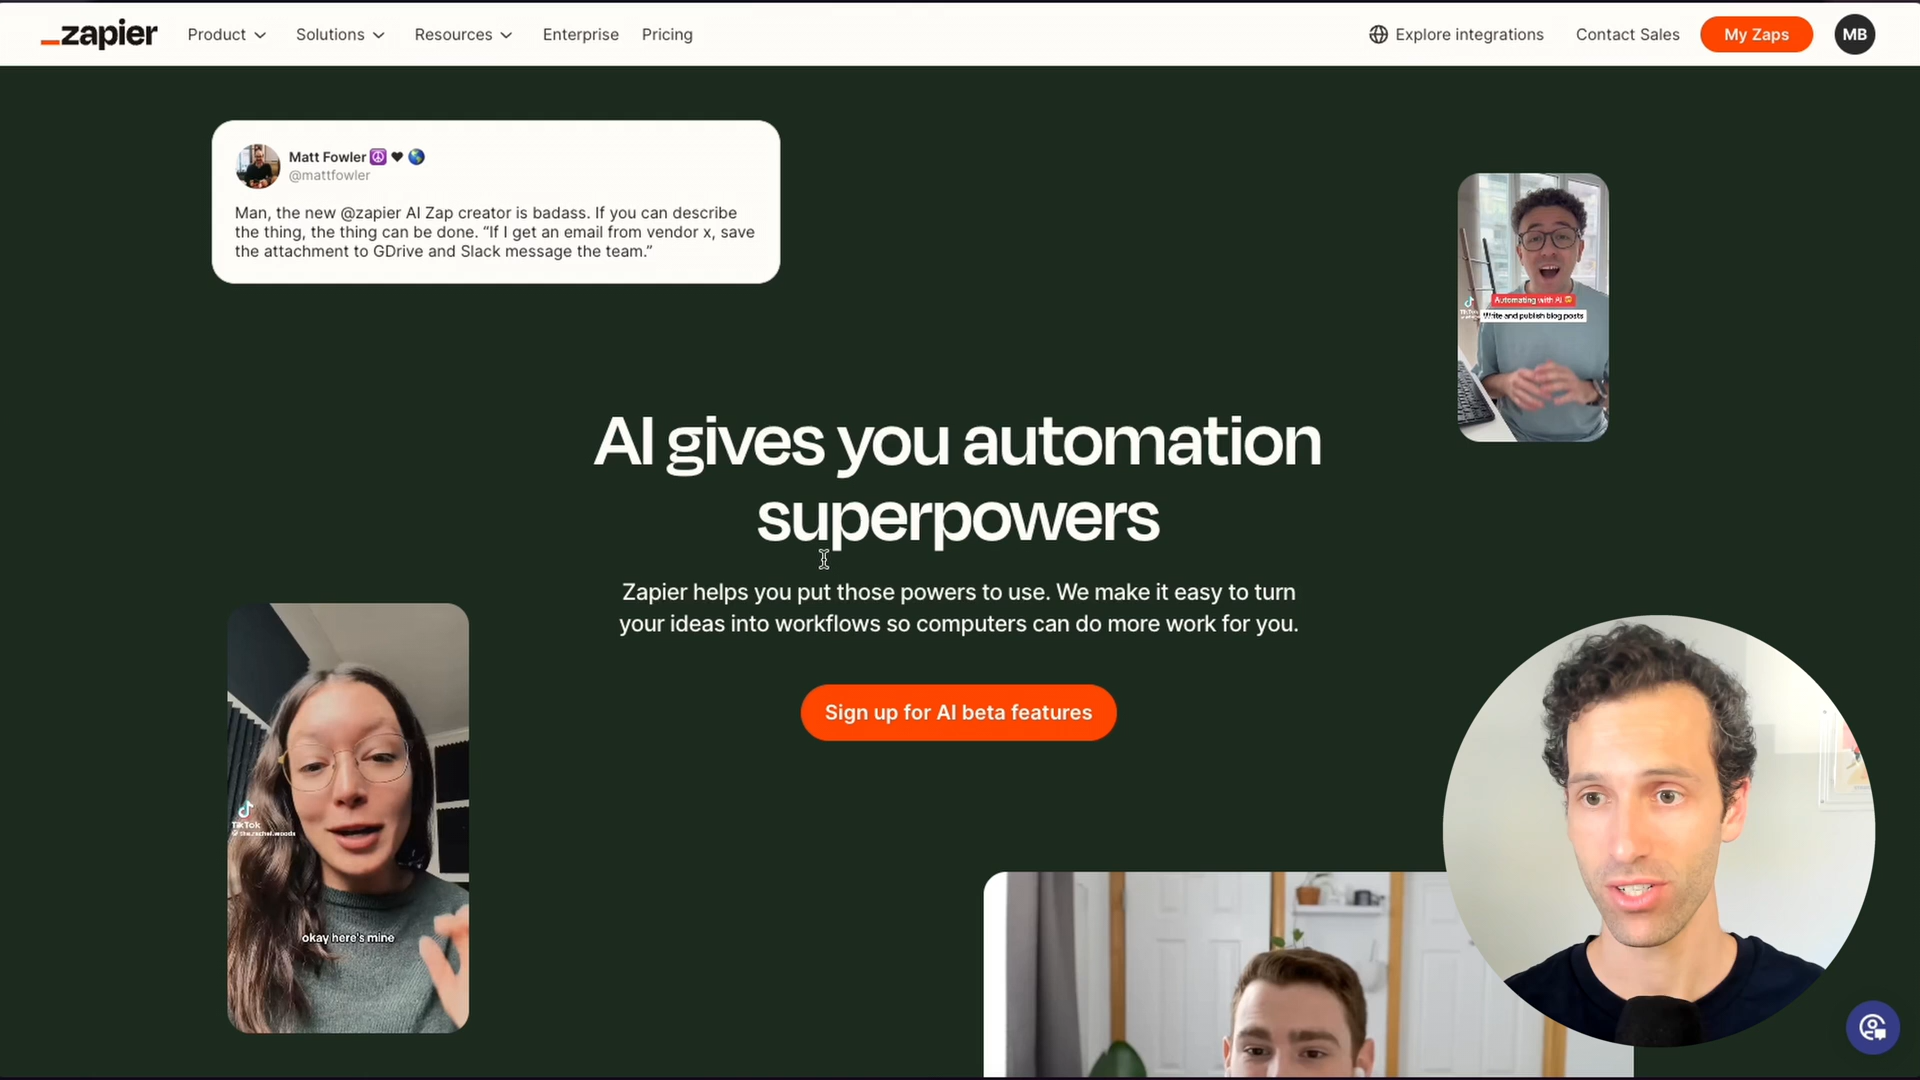 zapier
Product
Solutions
Resources
Enterprise
Pricing
Explore integrations
Contact Sales
My Zaps
MB
Matt Fowler
@mattfowler
Man, the new @zapier AI Zap creator is badass. If you can describe
the thing, the thing can be done. “If I get an email from vendor x, save
the attachment to GDrive and Slack message the team.”
Automating with AI
Write and publish blog posts
AI gives you automation
superpowers
Zapier helps you put those powers to use. We make it easy to turn
your ideas into workflows so computers can do more work for you.
Sign up for AI beta features
TikTok
@the.rachel.woods
okay here's mine